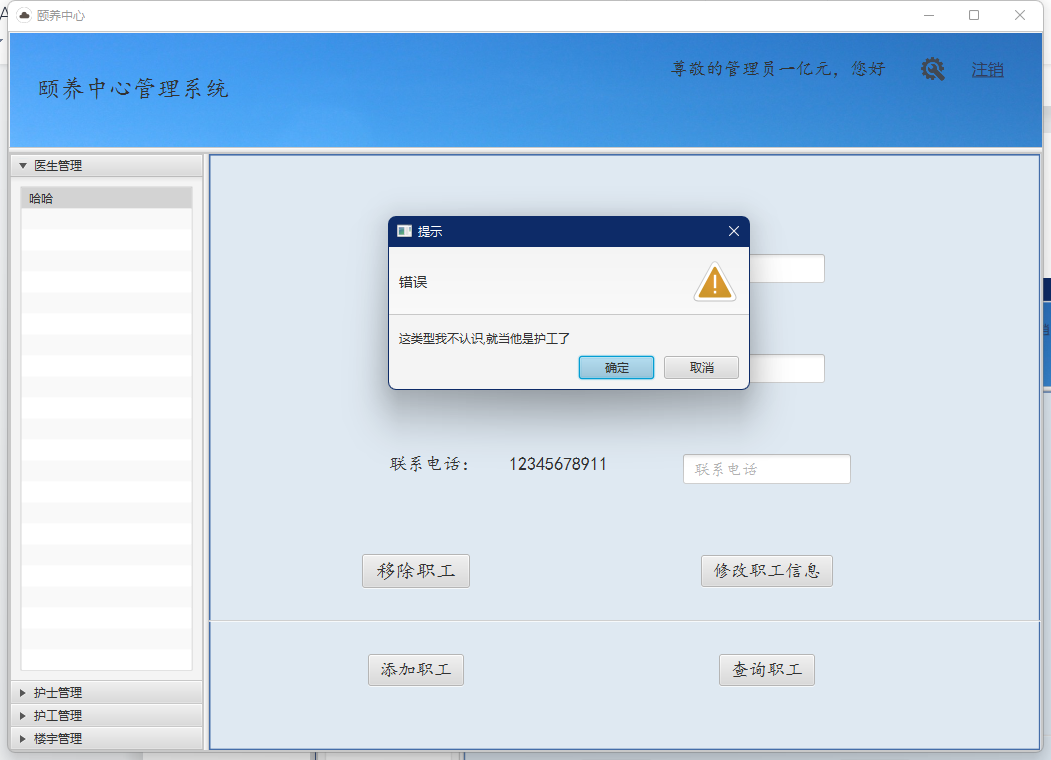 颐养中心
颐养中心管理系统
尊敬的管理员一亿元，您好
注销
医生管理
哈哈
提示
错误
这类型我不认识,就当他是护工了
确定
取消
联系电话：
12345678911
联系电话
移除职工
修改职工信息
添加职工
查询职工
护士管理
护工管理
楼宇管理